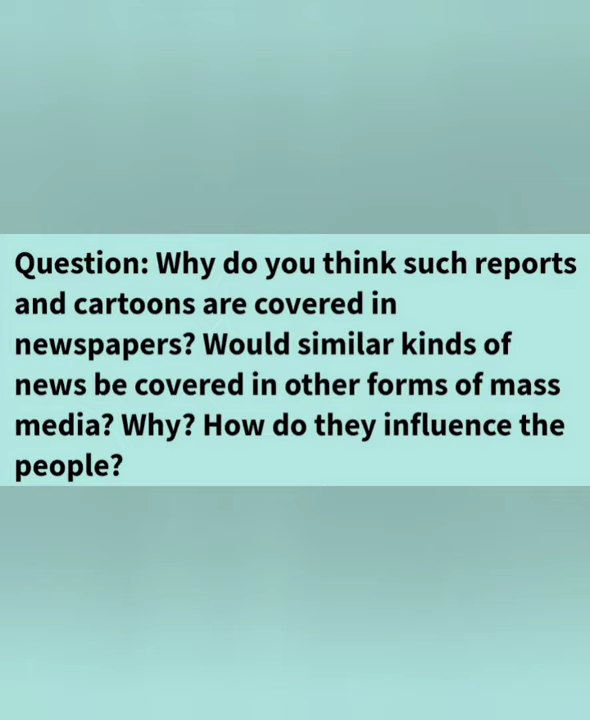 Question: Why do you think such reports
and cartoons are covered in
newspapers? Would similar kinds of
news be covered in other forms of mass
media? Why? How do they influence the
people?